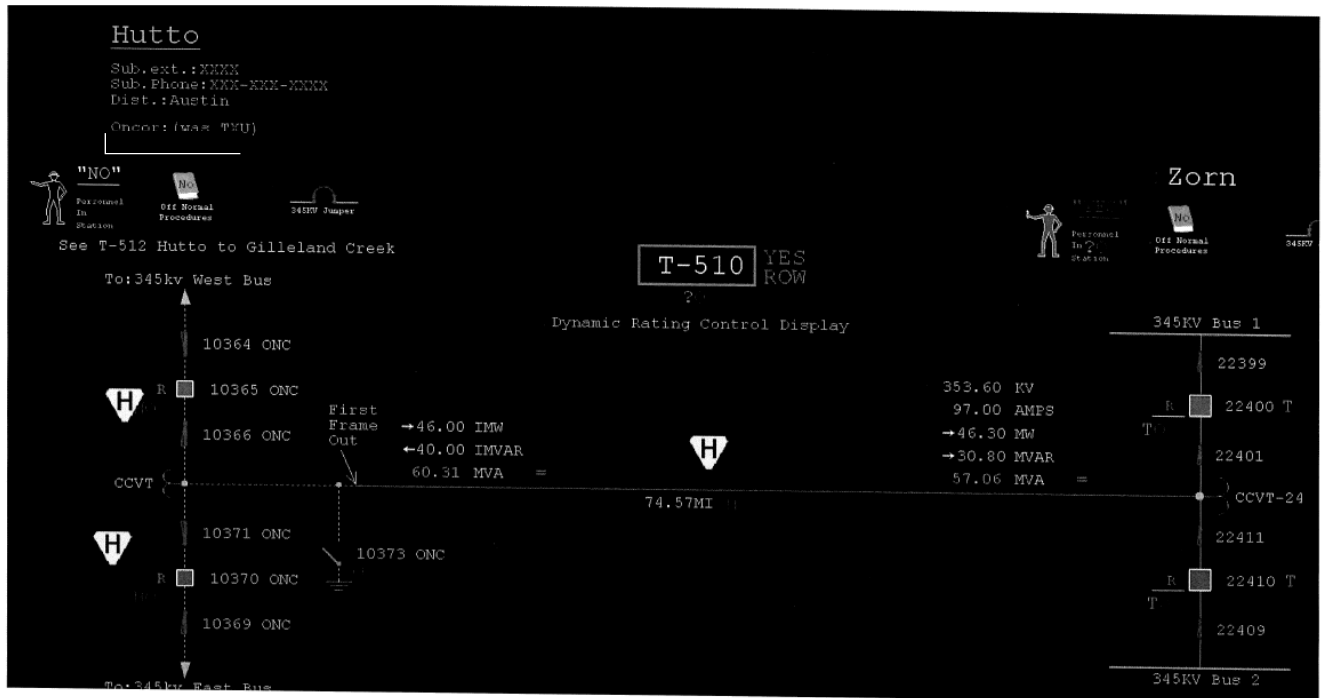 Hutto
Sub.ext.:XXXX
Sub.Phone:XXX-XXX-XXXX
Dist.:Austin
Oncor:(was TXU)
"NO"
Personnel
In
Station
No
Off Normal
Procedures
345KV Jumper
Zorn
Personnel
In ?
Station
No
Off Normal
Procedures
345KV
See T-512 Hutto to Gilleland Creek
T-510
YES
ROW
?
To:345kv West Bus
Dynamic Rating Control Display
345KV Bus 1
10364 ONC
22399
H
R
10365 ONC
353.60 KV
First
Frame
Out
97.00 AMPS
R
22400 T
T
10366 ONC
→46.00 IMW
←40.00 IMVAR
60.31 MVA =
H
→46.30 MW
→30.80 MVAR
57.06 MVA =
22401
CCVT
74.57MI
CCVT-24
H
10371 ONC
10373 ONC
22411
R
10370 ONC
R
22410 T
T
10369 ONC
22409
To:345kv East Bus
345KV Bus 2